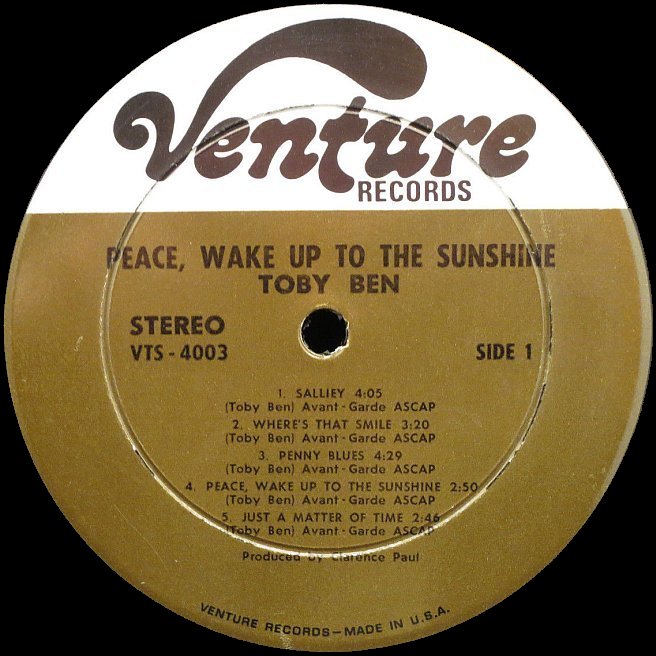 Venture
RECORDS
PEACE, WAKE UP TO THE SUNSHINE
TOBY BEN
STEREO
VTS - 4003
SIDE 1
1. SALLIEY 4:05
(Toby Ben) Avant - Garde ASCAP
2. WHERE'S THAT SMILE 3:20
(Toby Ben) Avant - Garde ASCAP
3. PENNY BLUES 4:29
(Toby Ben) Avant - Garde ASCAP
4. PEACE, WAKE UP TO THE SUNSHINE 2:50
(Toby Ben) Avant - Garde ASCAP
5. JUST A MATTER OF TIME 2:46
(Toby Ben) Avant - Garde ASCAP
Produced by Clarence Paul
VENTURE RECORDS—MADE IN U.S.A.